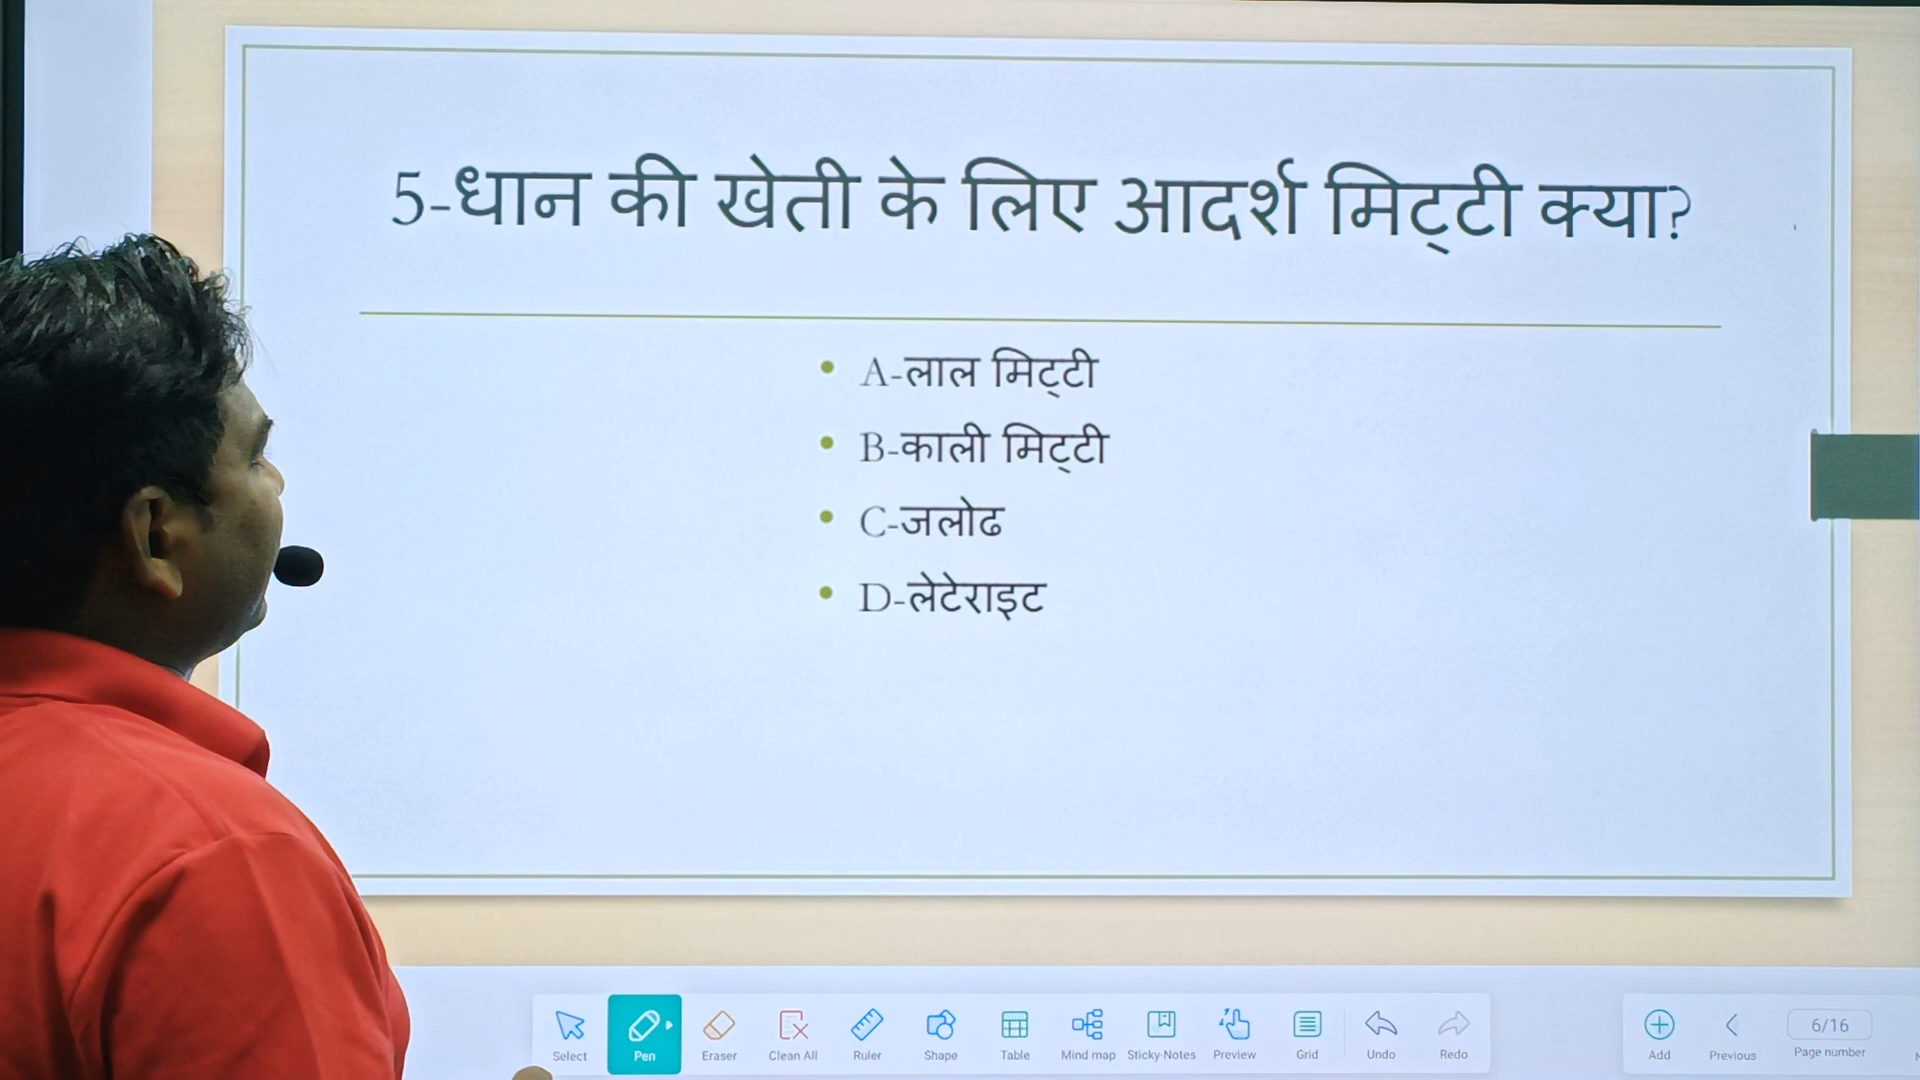 5-धान की खेती के लिए आदर्श मिट्टी क्या?
A-लाल मिट्टी
B-काली मिट्टी
C-जलोढ
D-लेटेराइट
Select Pen Eraser Clean All Ruler Shape Table Mind map Sticky Notes Preview Grid Undo Redo Add Previous 6/16 Page number